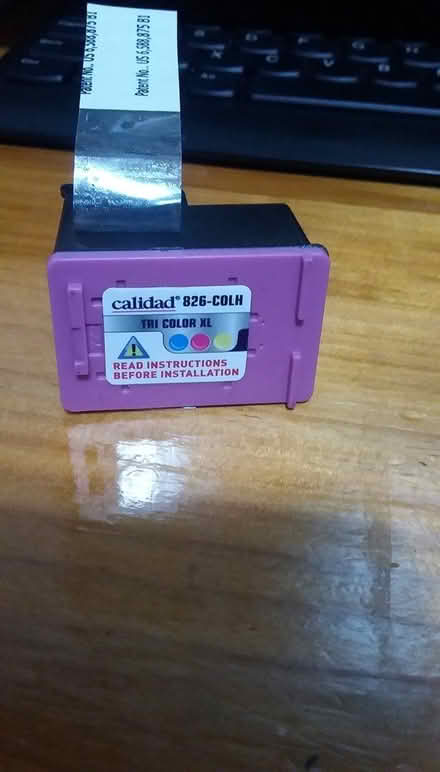 Patent No.. US 6,588,875 B1
Patent No.. US 6,588,875 B1
calidad® 826-COLH
TRI COLOR XL
READ INSTRUCTIONS
BEFORE INSTALLATION